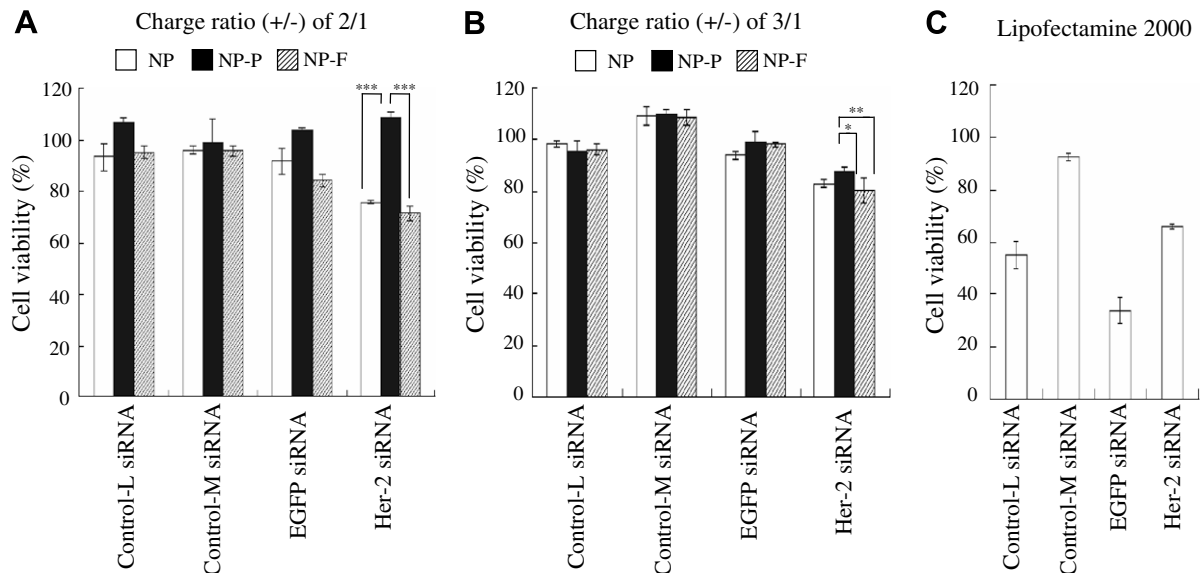 A
Charge ratio (+/-) of 2/1
NP NP-P NP-F
Cell viability (%)
120
100
80
60
40
20
0
*** ***
Control-L siRNA
Control-M siRNA
EGFP siRNA
Her-2 siRNA
B
Charge ratio (+/-) of 3/1
NP NP-P NP-F
Cell viability (%)
120
100
80
60
40
20
0
**
*
Control-L siRNA
Control-M siRNA
EGFP siRNA
Her-2 siRNA
C
Lipofectamine 2000
Cell viability (%)
120
100
80
60
40
20
0
Control-L siRNA
Control-M siRNA
EGFP siRNA
Her-2 siRNA